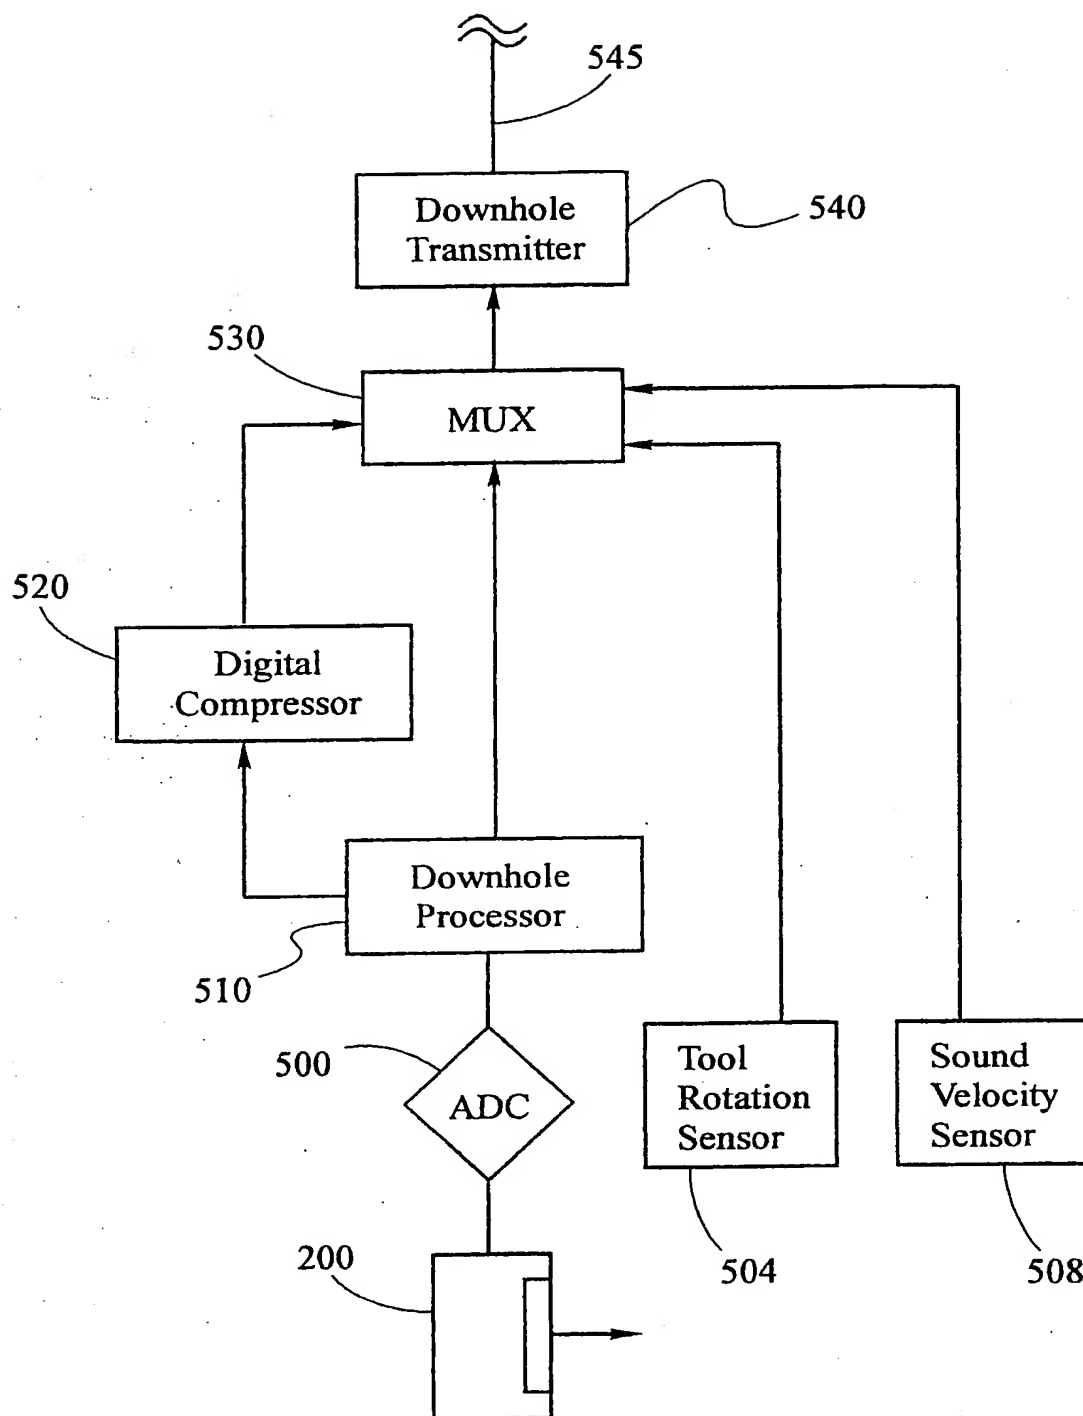 545
Downhole
Transmitter
540
530
MUX
520
Digital
Compressor
Downhole
Processor
510
500
ADC
Tool
Rotation
Sensor
Sound
Velocity
Sensor
200
504
508